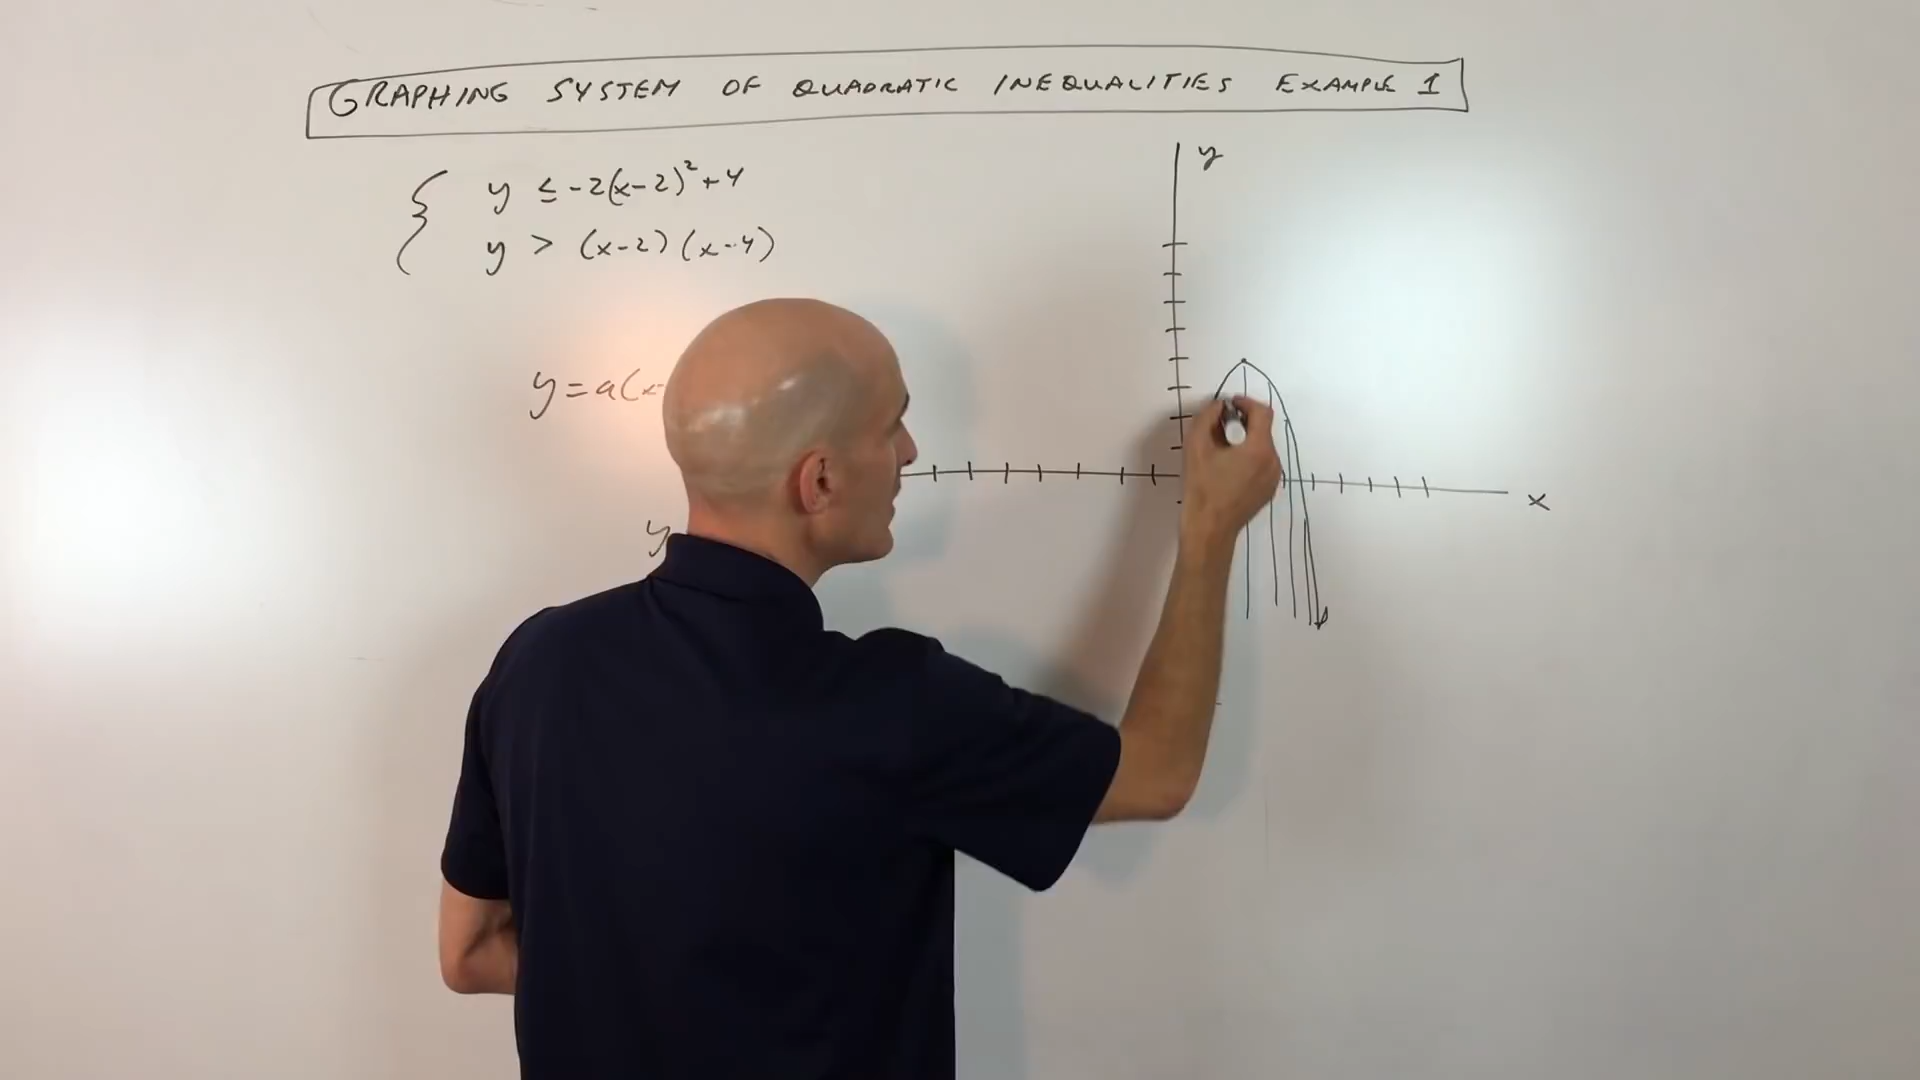 GRAPHING SYSTEM OF QUADRATIC INEQUALITIES EXAMPLE 1
y ≤ -2(x-2)²+4
y > (x-2)(x-4)
y=a(x-
y
y
x